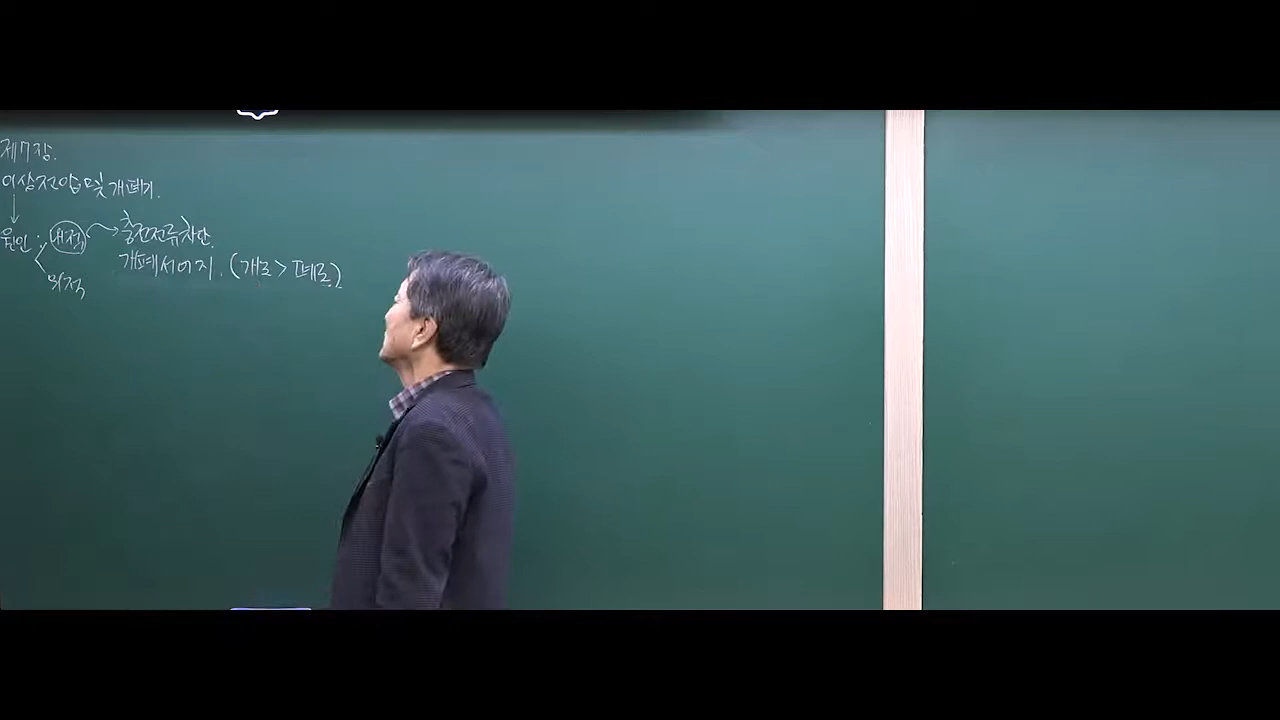 제7장.
이상전압 및 개폐기.
↓
원인 : 내적 → 충전전류차단.
개폐서어지. (개로 > 폐로)
외적